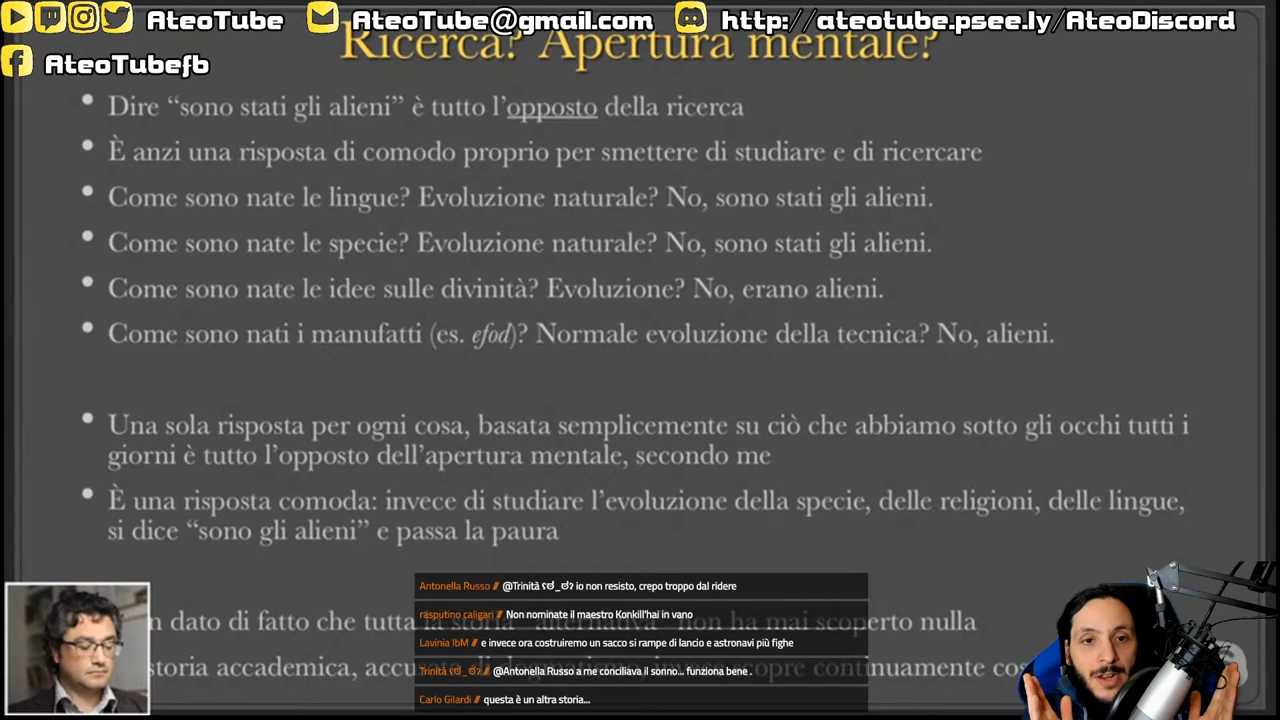 AteoTube AteoTube@gmail.com http://ateotube.psee.ly/AteoDiscord
AteoTubefb
Ricerca? Apertura mentale?
• Dire “sono stati gli alieni” è tutto l’opposto della ricerca
• È anzi una risposta di comodo proprio per smettere di studiare e di ricercare
• Come sono nate le lingue? Evoluzione naturale? No, sono stati gli alieni.
• Come sono nate le specie? Evoluzione naturale? No, sono stati gli alieni.
• Come sono nate le idee sulle divinità? Evoluzione? No, erano alieni.
• Come sono nati i manufatti (es. efod)? Normale evoluzione della tecnica? No, alieni.
• Una sola risposta per ogni cosa, basata semplicemente su ciò che abbiamo sotto gli occhi tutti i
giorni è tutto l’opposto dell’apertura mentale, secondo me
• È una risposta comoda: invece di studiare l’evoluzione della specie, delle religioni, delle lingue,
si dice “sono gli alieni” e passa la paura
n dato di fatto che tutta la storia “alternativa” non ha mai scoperto nulla
storia accademica, accusata di dogmatismo, invece, scopre continuamente
Antonella Russo // @Trinità ʕಠ_ಠʔ io non resisto, crepo troppo dal ridere
rasputino caligari // Non nominate il maestro Konkill'hai in vano
Lavinia IbM // e invece ora costruiremo un sacco si rampe di lancio e astronavi più fighe
Trinità ʕಠ_ಠʔ // @Antonella Russo a me conciliava il sonno... funziona bene .
Carlo Gilardi // questa è un altra storia...